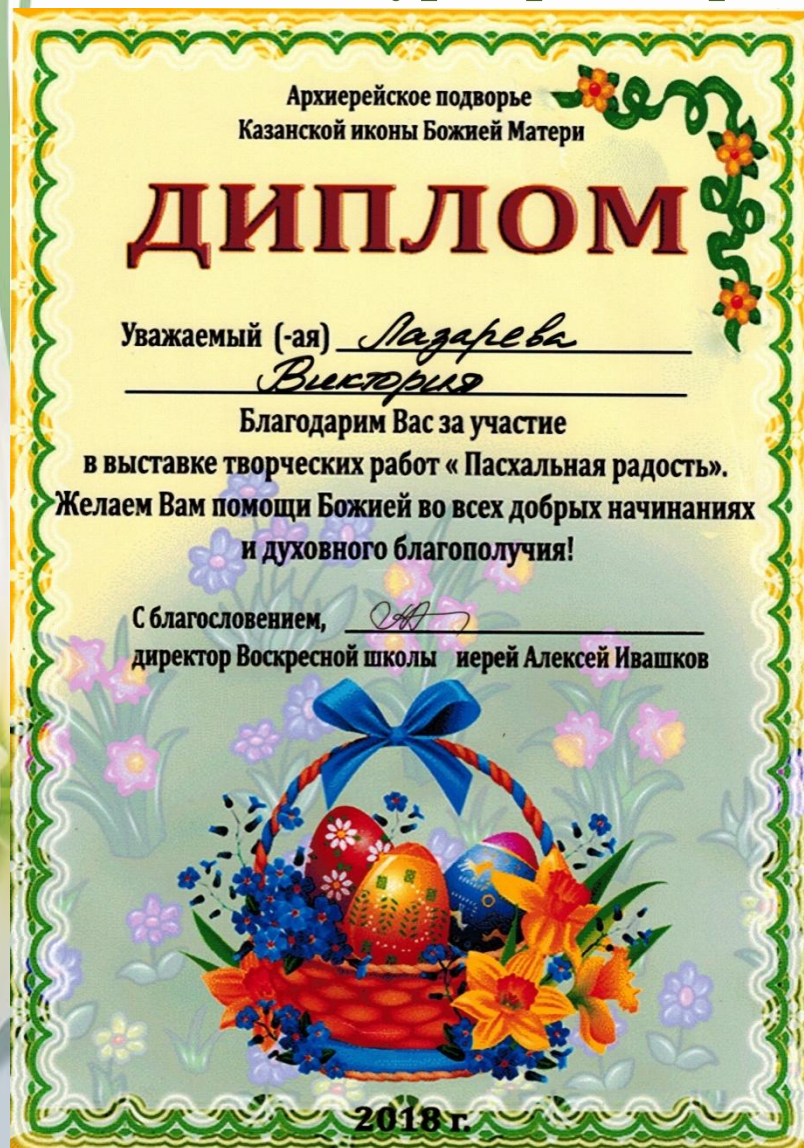 Архиерейское подворье
Казанской иконы Божией Матери
ДИПЛОМ
Уважаемый (-ая) Лазарева
Виктория
Благодарим Вас за участие
в выставке творческих работ « Пасхальная радость».
Желаем Вам помощи Божией во всех добрых начинаниях
и духовного благополучия!
С благословением,
директор Воскресной школы иерей Алексей Ивашков
2018 г.